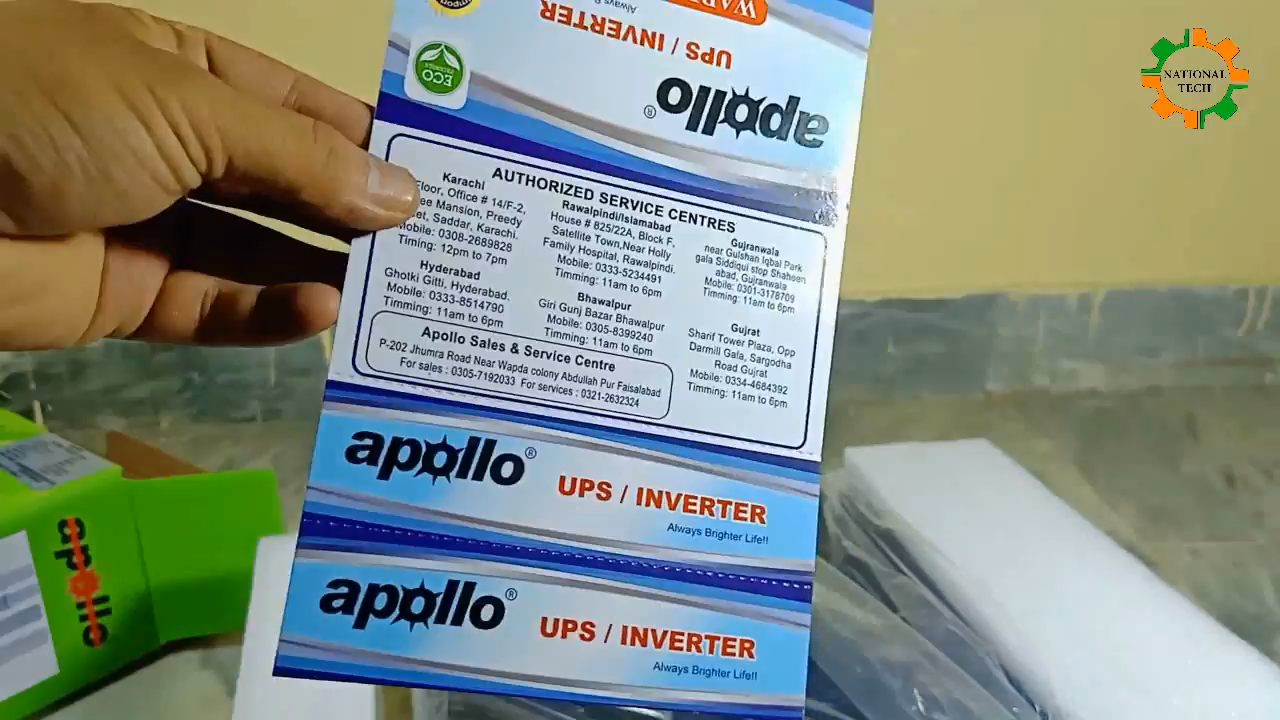 NATIONAL
TECH
UPS / INVERTER
apollo®
ECO
AUTHORIZED SERVICE CENTRES
Karachi
Floor, Office # 14/F-2,
Mansion, Preedy
Saddar, Karachi.
Mobile: 0308-2689828
Timing: 12pm to 7pm
Hyderabad
Ghotki Gitti, Hyderabad.
Mobile: 0333-8514790
Timming: 11am to 6pm
Rawalpindi/Islamabad
House # 825/22A, Block F,
Satellite Town,Near Holly
Family Hospital, Rawalpindi.
Mobile: 0333-5234491
Timming: 11am to 6pm
Bhawalpur
Giri Gunj Bazar Bhawalpur
Mobile: 0305-8399240
Timming: 11am to 6pm
Gujranwala
near Gulshan Iqbal Park
gala Siddiqui stop Shaheen
abad, Gujranwala
Mobile: 0301-3178709
Timming: 11am to 6pm
Gujrat
Sharif Tower Plaza, Opp
Darmill Gala, Sargodha
Road Gujrat
Mobile: 0334-4684392
Timming: 11am to 6pm
Apollo Sales & Service Centre
P-202 Jhumra Road Near Wapda colony Abdullah Pur Faisalabad
For sales : 0305-7192033 For services : 0321-2632324
apollo®
UPS / INVERTER
Always Brighter Life!!
apollo®
UPS / INVERTER
Always Brighter Life!!
apollo